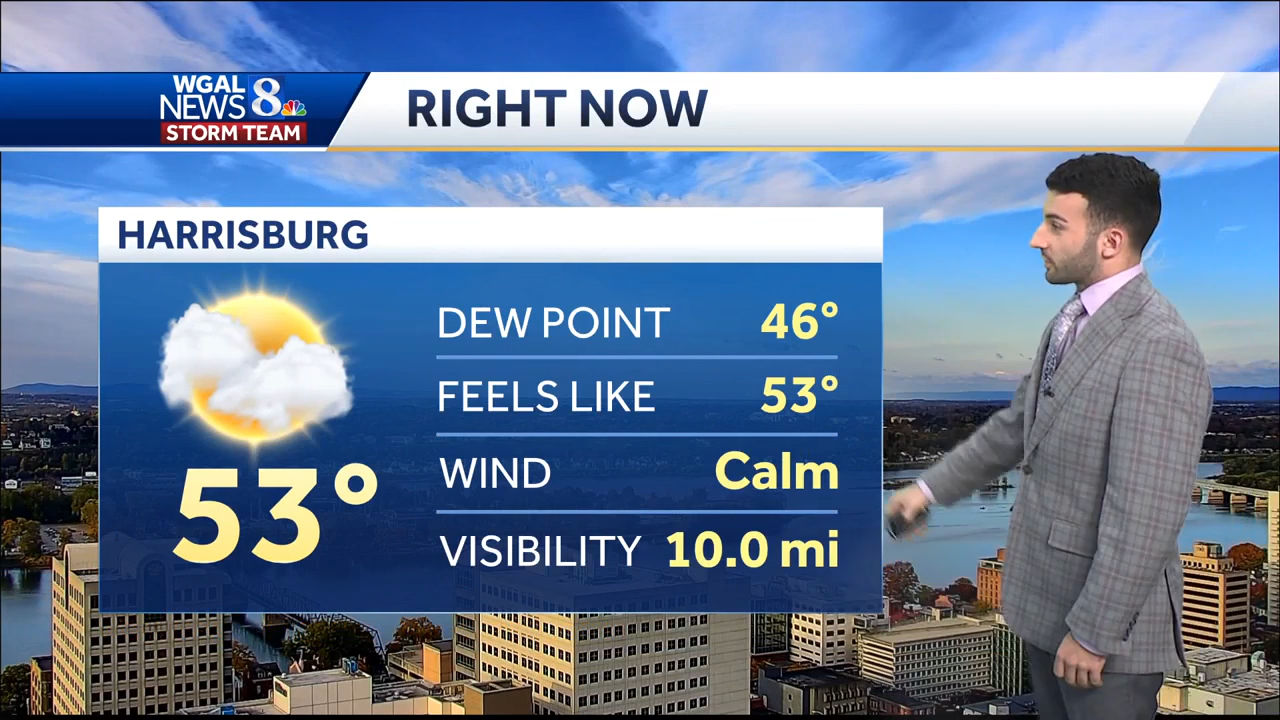 WGAL
NEWS 8
STORM TEAM
RIGHT NOW
HARRISBURG
53°
DEW POINT 46°
FEELS LIKE 53°
WIND Calm
VISIBILITY 10.0 mi